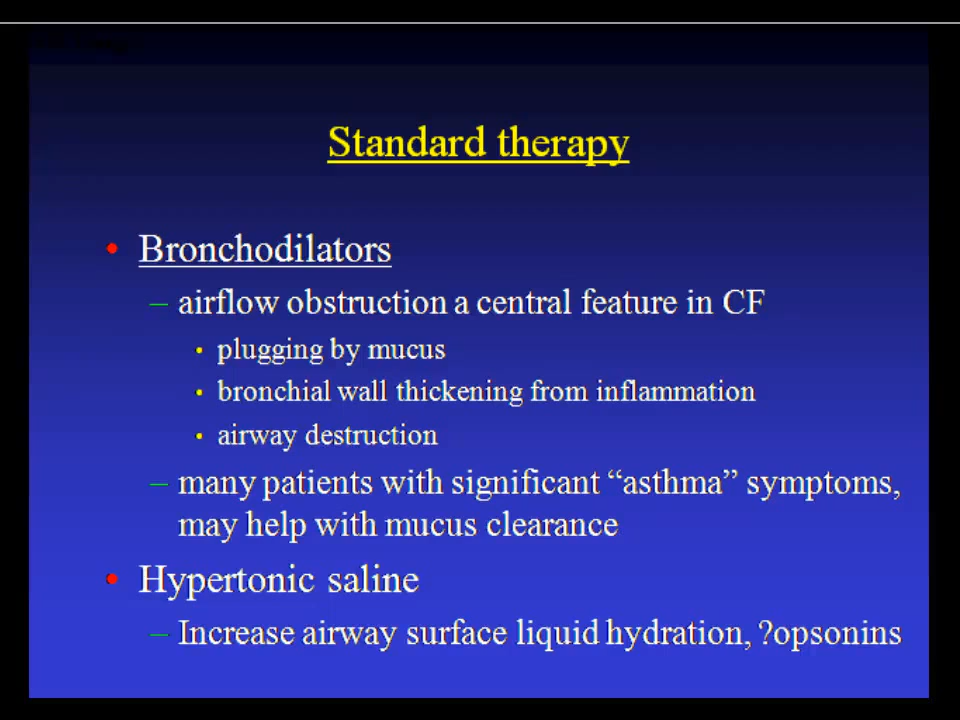 Standard therapy
• Bronchodilators
– airflow obstruction a central feature in CF
• plugging by mucus
• bronchial wall thickening from inflammation
• airway destruction
– many patients with significant “asthma” symptoms,
may help with mucus clearance
• Hypertonic saline
– Increase airway surface liquid hydration, ?opsonins